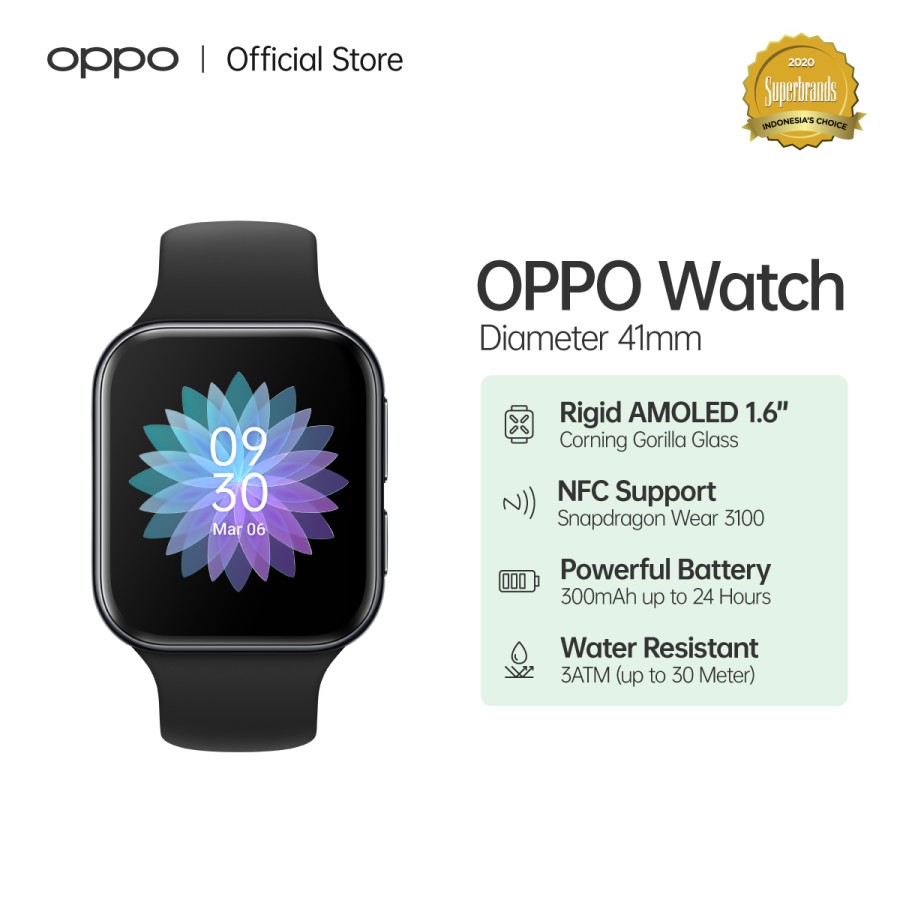 oppo | Official Store
2020
Superbrands
INDONESIA'S CHOICE
OPPO Watch
Diameter 41mm
09
30
Mar 06
Rigid AMOLED 1.6"
Corning Gorilla Glass
NFC Support
Snapdragon Wear 3100
Powerful Battery
300mAh up to 24 Hours
Water Resistant
3ATM (up to 30 Meter)